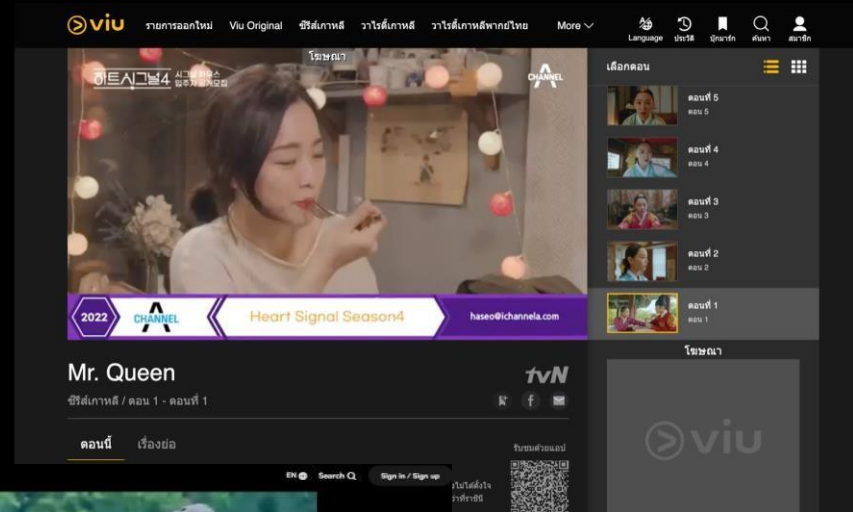 viu รายการออกใหม่ Viu Original ซีรีส์เกาหลี วาไรตี้เกาหลี วาไรตี้เกาหลีพากย์ไทย More
Language ประวัติ บุ๊กมาร์ก ค้นหา สมาชิก
โฆษณา
하트시그널4
CHANNEL
2022 CHANNEL Heart Signal Season4 haseo@ichannela.com
เลือกตอน
ตอนที่ 5
ตอน 5
ตอนที่ 4
ตอน 4
ตอนที่ 3
ตอน 3
ตอนที่ 2
ตอน 2
ตอนที่ 1
ตอน 1
โฆษณา
viu
Mr. Queen
tvN
ซีรีส์เกาหลี / ตอน 1 - ตอนที่ 1
ตอนนี้ เรื่องย่อ
รับชมด้วยแอป
EN Search Sign in / Sign up